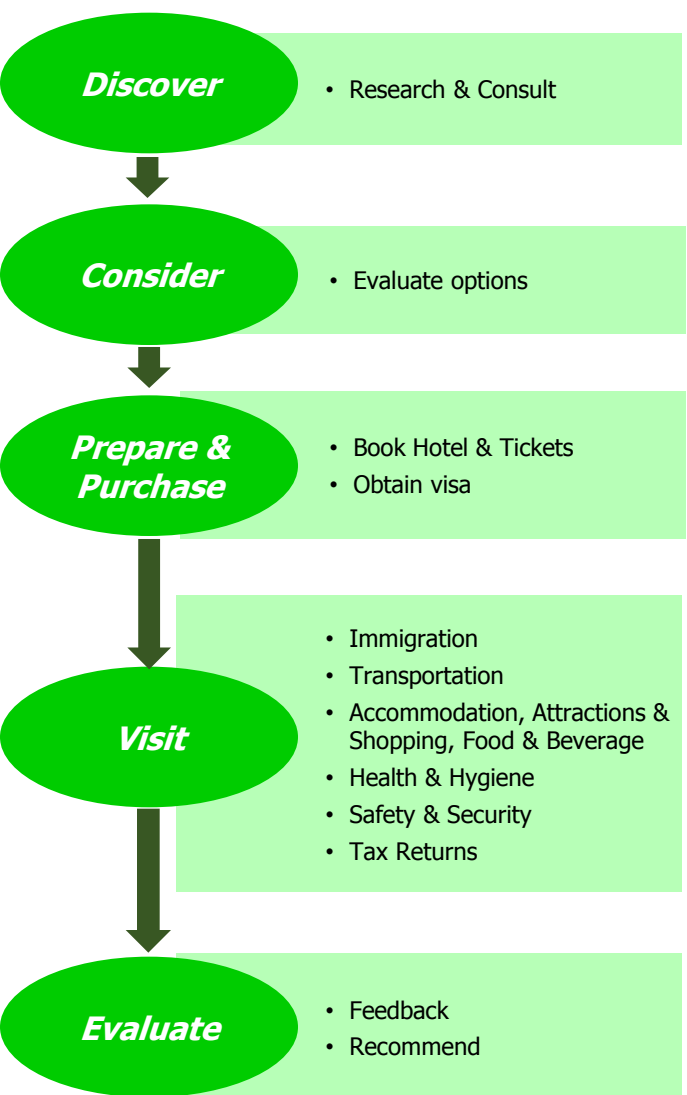 Discover
• Research & Consult
Consider
• Evaluate options
Prepare &
Purchase
• Book Hotel & Tickets
• Obtain visa
Visit
• Immigration
• Transportation
• Accommodation, Attractions &
Shopping, Food & Beverage
• Health & Hygiene
• Safety & Security
• Tax Returns
Evaluate
• Feedback
• Recommend